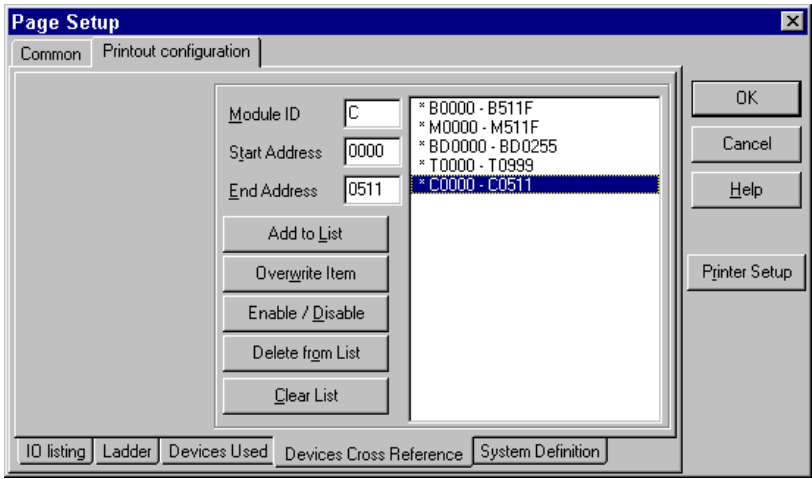 Page Setup
Common
Printout configuration
Module ID
C
Start Address
0000
End Address
0511
Add to List
Overwrite Item
Enable / Disable
Delete from List
Clear List
* B0000 - B511F
* M0000 - M511F
* BD0000 - BD0255
* T0000 - T0999
* C0000 - C0511
OK
Cancel
Help
Printer Setup
IO listing
Ladder
Devices Used
Devices Cross Reference
System Definition